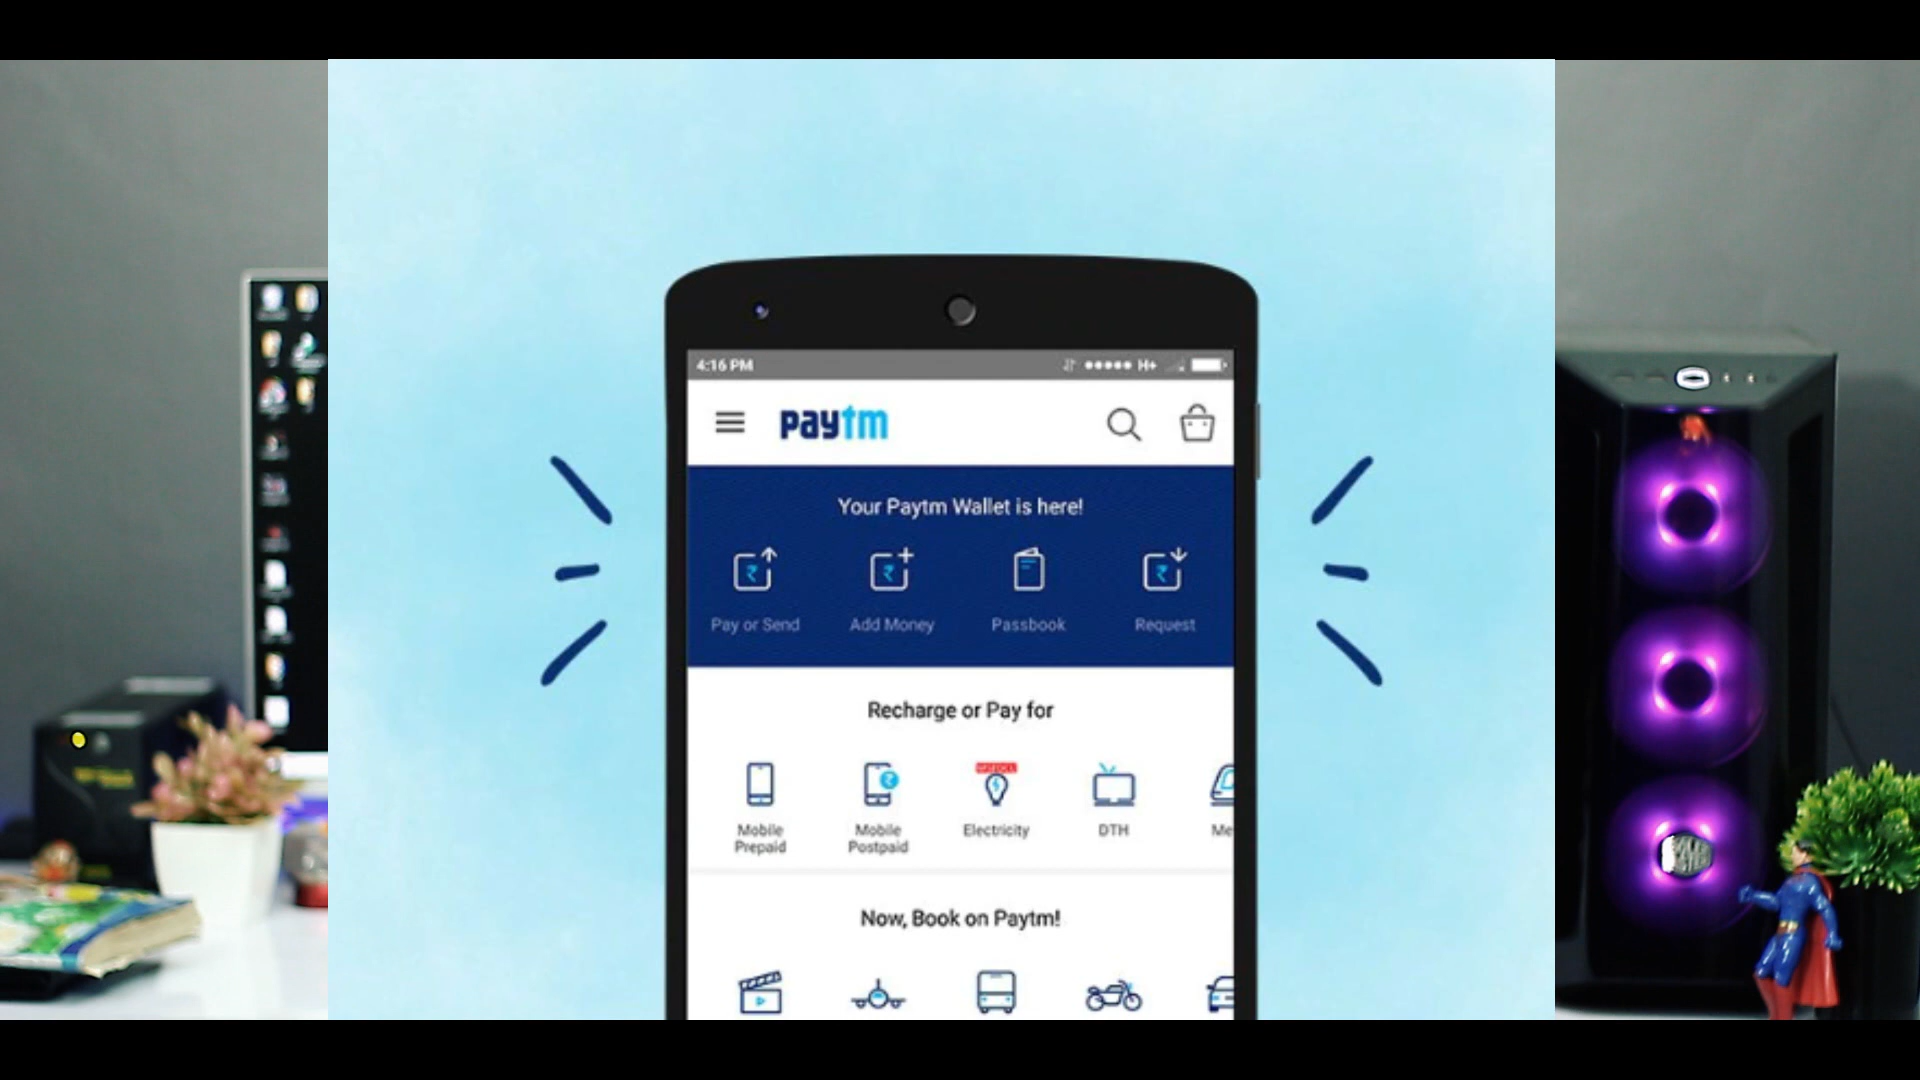 4:16 PM H+
paytm
Your Paytm Wallet is here!
Pay or Send Add Money Passbook Request
Recharge or Pay for
Mobile Prepaid
Mobile Postpaid
Electricity
DTH
Me
Now, Book on Paytm!